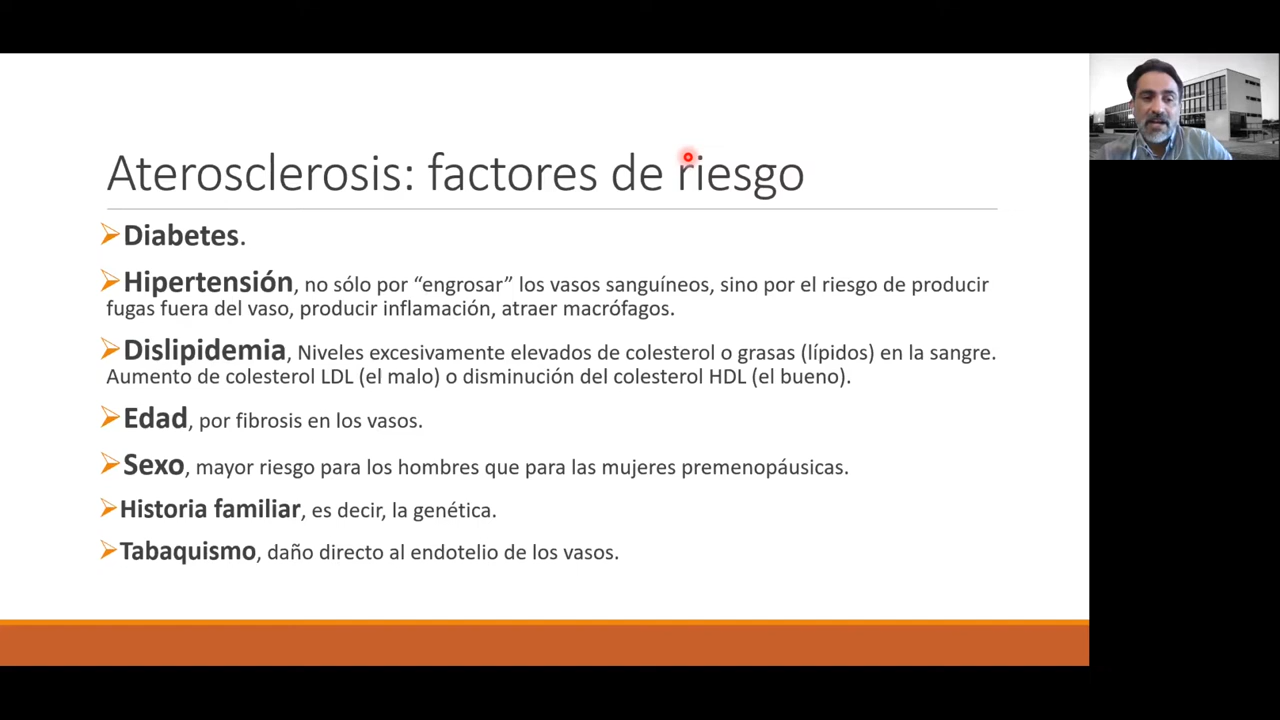 Aterosclerosis: factores de riesgo
Diabetes.
Hipertensión, no sólo por “engrosar” los vasos sanguíneos, sino por el riesgo de producir
fugas fuera del vaso, producir inflamación, atraer macrófagos.
Dislipidemia, Niveles excesivamente elevados de colesterol o grasas (lípidos) en la sangre.
Aumento de colesterol LDL (el malo) o disminución del colesterol HDL (el bueno).
Edad, por fibrosis en los vasos.
Sexo, mayor riesgo para los hombres que para las mujeres premenopáusicas.
Historia familiar, es decir, la genética.
Tabaquismo, daño directo al endotelio de los vasos.